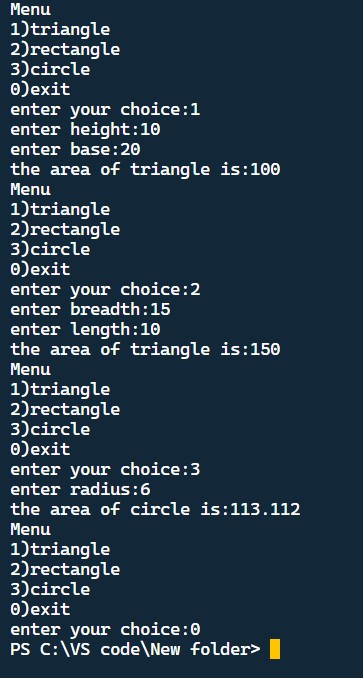 Menu
1)triangle
2)rectangle
3)circle
0)exit
enter your choice:1
enter height:10
enter base:20
the area of triangle is:100
Menu
1)triangle
2)rectangle
3)circle
0)exit
enter your choice:2
enter breadth:15
enter length:10
the area of triangle is:150
Menu
1)triangle
2)rectangle
3)circle
0)exit
enter your choice:3
enter radius:6
the area of circle is:113.112
Menu
1)triangle
2)rectangle
3)circle
0)exit
enter your choice:0
PS C:\VS code\New folder>